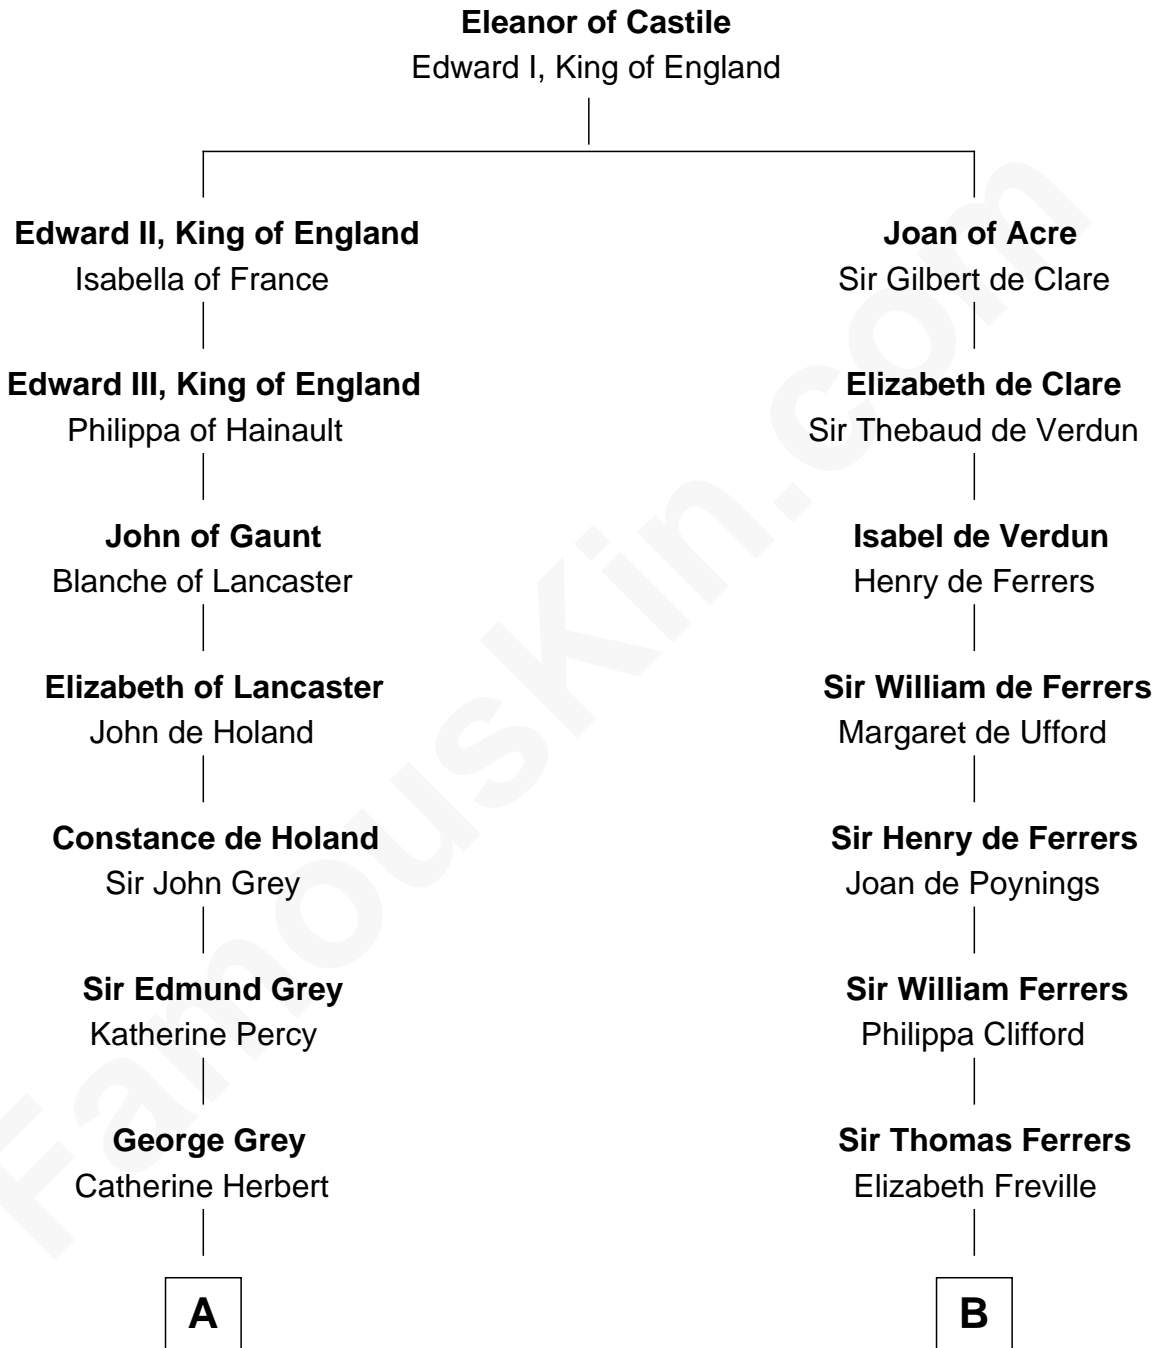 Eleanor of Castile
Edward I, King of England
Edward II, King of England
Isabella of France
Joan of Acre
Sir Gilbert de Clare
Edward III, King of England
Philippa of Hainault
Elizabeth de Clare
Sir Thebaud de Verdun
John of Gaunt
Blanche of Lancaster
Isabel de Verdun
Henry de Ferrers
Elizabeth of Lancaster
John de Holand
Sir William de Ferrers
Margaret de Ufford
Constance de Holand
Sir John Grey
Sir Henry de Ferrers
Joan de Poynings
Sir Edmund Grey
Katherine Percy
Sir William Ferrers
Philippa Clifford
George Grey
Catherine Herbert
Sir Thomas Ferrers
Elizabeth Freville
A
B
FamousKin.com